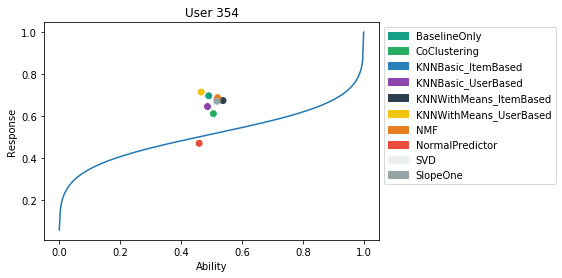 User 354
1.0
0.8
0.6
0.4
0.2
Response
0.0
0.2
0.4
0.6
0.8
1.0
Ability
BaselineOnly
CoClustering
KNNBasic_ItemBased
KNNBasic_UserBased
KNNWithMeans_ItemBased
KNNWithMeans_UserBased
NMF
NormalPredictor
SVD
SlopeOne